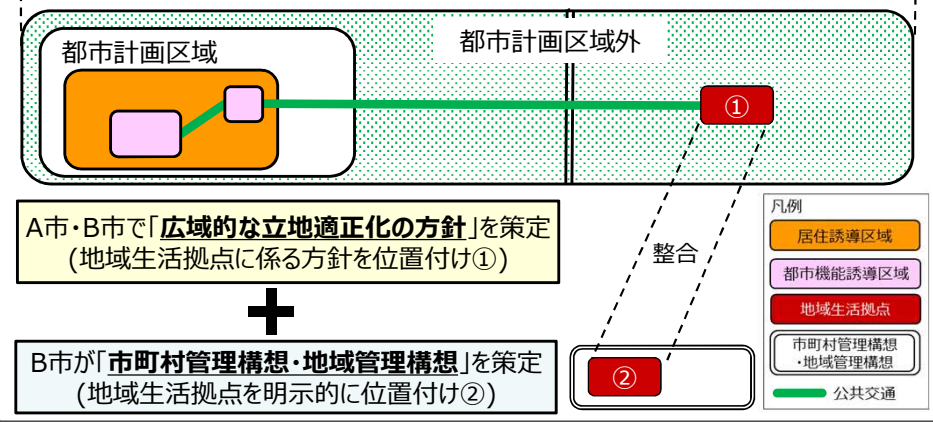 都市計画区域
都市計画区域外
①
A市・B市で「広域的な立地適正化の方針」を策定
(地域生活拠点に係る方針を位置付け①)
+
B市が「市町村管理構想・地域管理構想」を策定
(地域生活拠点を明示的に位置付け②)
整合
②
凡例
居住誘導区域
都市機能誘導区域
地域生活拠点
市町村管理構想
・地域管理構想
公共交通